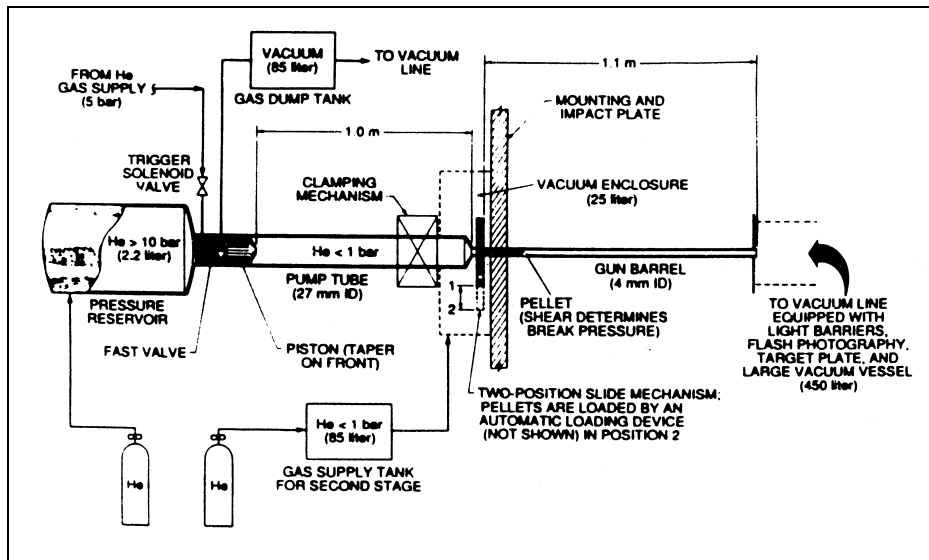 VACUUM
(85 liter)
TO VACUUM
LINE
GAS DUMP TANK
FROM He
GAS SUPPLY
(5 bar)
1.1 m
MOUNTING AND
IMPACT PLATE
1.0 m
TRIGGER
SOLENOID
VALVE
CLAMPING
MECHANISM
VACUUM ENCLOSURE
(25 liter)
He > 10 bar
(2.2 liter)
He < 1 bar
PUMP TUBE
(27 mm ID)
GUN BARREL
(4 mm ID)
1
2
PRESSURE
RESERVOIR
PELLET
(SHEAR DETERMINES
BREAK PRESSURE)
TO VACUUM LINE
EQUIPPED WITH
LIGHT BARRIERS,
FLASH PHOTOGRAPHY,
TARGET PLATE, AND
LARGE VACUUM VESSEL
(450 liter)
FAST VALVE
PISTON (TAPER
ON FRONT)
TWO-POSITION SLIDE MECHANISM;
PELLETS ARE LOADED BY AN
AUTOMATIC LOADING DEVICE
(NOT SHOWN) IN POSITION 2
He < 1 bar
(85 liter)
GAS SUPPLY TANK
FOR SECOND STAGE
He
He